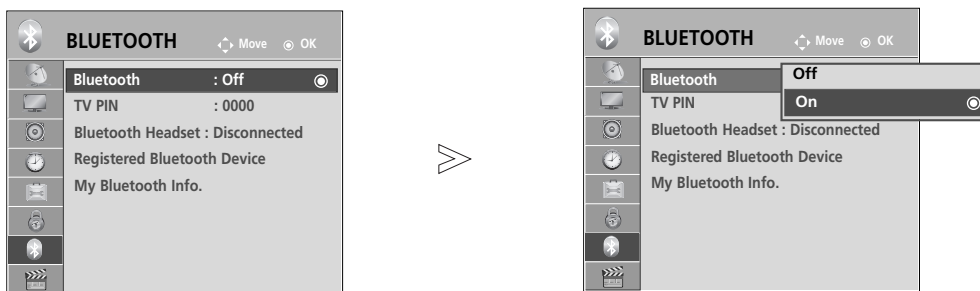 BLUETOOTH Move OK
Bluetooth : Off
TV PIN : 0000
Bluetooth Headset : Disconnected
Registered Bluetooth Device
My Bluetooth Info.
BLUETOOTH Move OK
Bluetooth Off
TV PIN On
Bluetooth Headset : Disconnected
Registered Bluetooth Device
My Bluetooth Info.